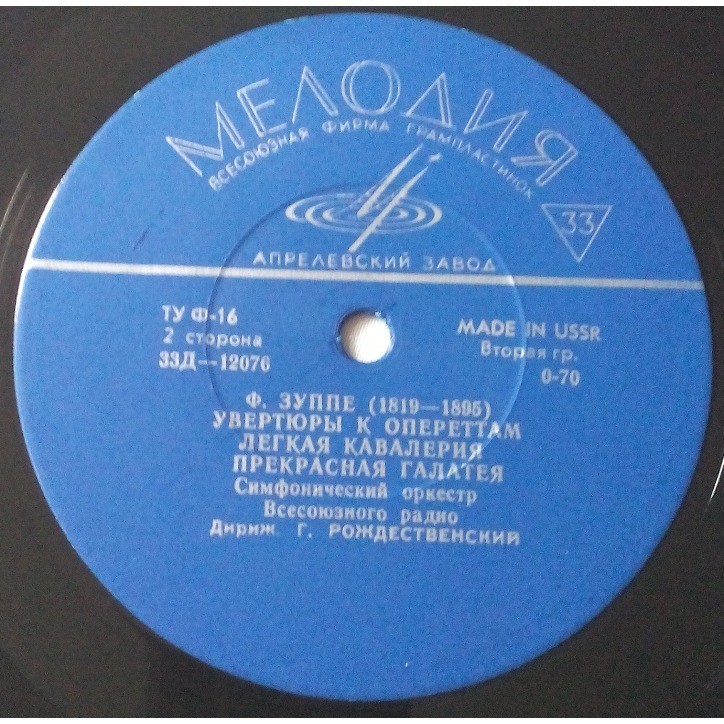 МЕЛОДИЯ
ВСЕСОЮЗНАЯ ФИРМА ГРАМПЛАСТИНОК
33
АПРЕЛЕВСКИЙ ЗАВОД
ТУ Ф-16
2 сторона
33Д—12076
MADE IN USSR
Вторая гр.
0-70
Ф. ЗУППЕ (1819—1895)
УВЕРТЮРЫ К ОПЕРЕТТАМ
ЛЕГКАЯ КАВАЛЕРИЯ
ПРЕКРАСНАЯ ГАЛАТЕЯ
Симфонический оркестр
Всесоюзного радио
Дириж. Г. РОЖДЕСТВЕНСКИЙ